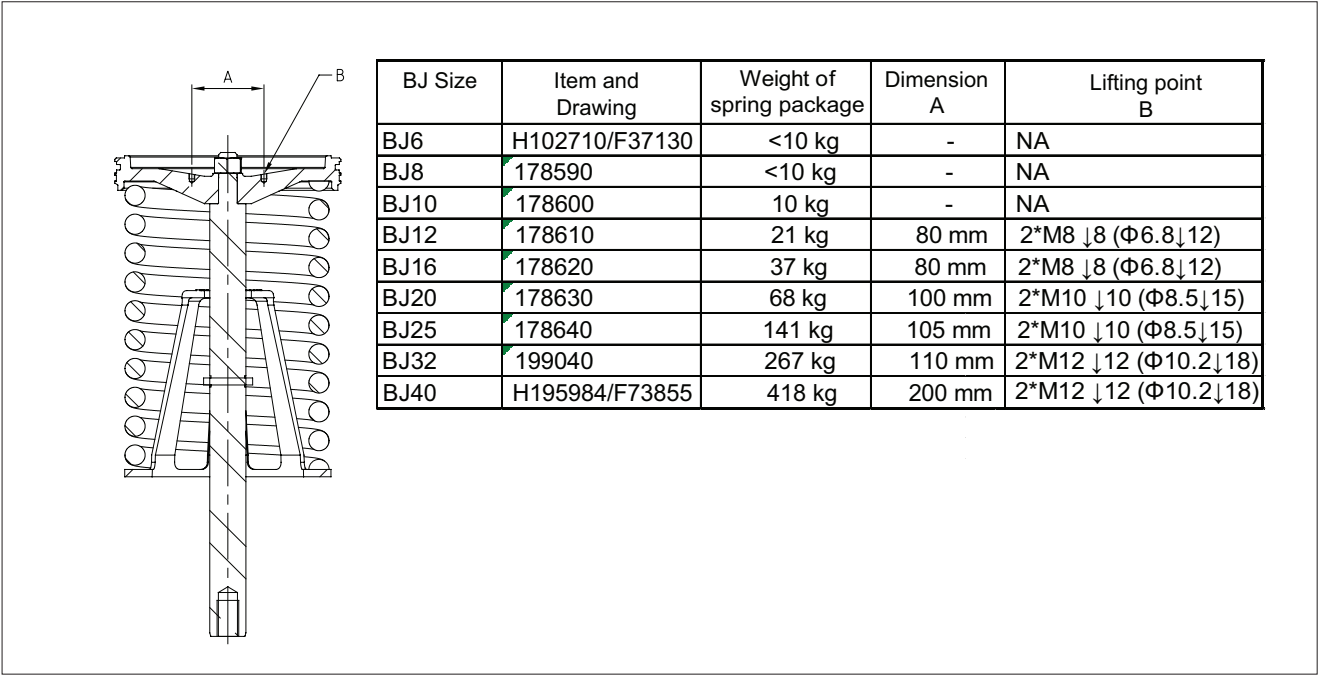 A
B
BJ Size Item and Drawing Weight of spring package Dimension A Lifting point B
BJ6 H102710/F37130 <10 kg - NA
BJ8 178590 <10 kg - NA
BJ10 178600 10 kg - NA
BJ12 178610 21 kg 80 mm 2*M8 ↓8 (Φ6.8↓12)
BJ16 178620 37 kg 80 mm 2*M8 ↓8 (Φ6.8↓12)
BJ20 178630 68 kg 100 mm 2*M10 ↓10 (Φ8.5↓15)
BJ25 178640 141 kg 105 mm 2*M10 ↓10 (Φ8.5↓15)
BJ32 199040 267 kg 110 mm 2*M12 ↓12 (Φ10.2↓18)
BJ40 H195984/F73855 418 kg 200 mm 2*M12 ↓12 (Φ10.2↓18)